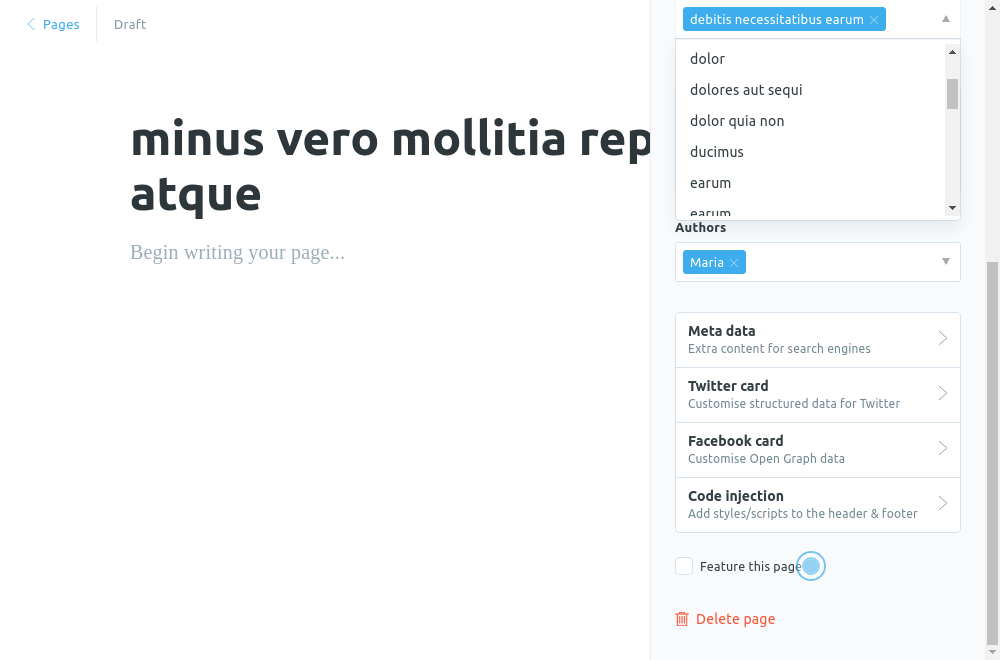 Pages
Draft
minus vero mollitia rep
atque
Begin writing your page...
debitis necessitatibus earum
dolor
dolores aut sequi
dolor quia non
ducimus
earum
earum
Authors
Maria
Meta data
Extra content for search engines
Twitter card
Customise structured data for Twitter
Facebook card
Customise Open Graph data
Code injection
Add styles/scripts to the header & footer
Feature this page
Delete page